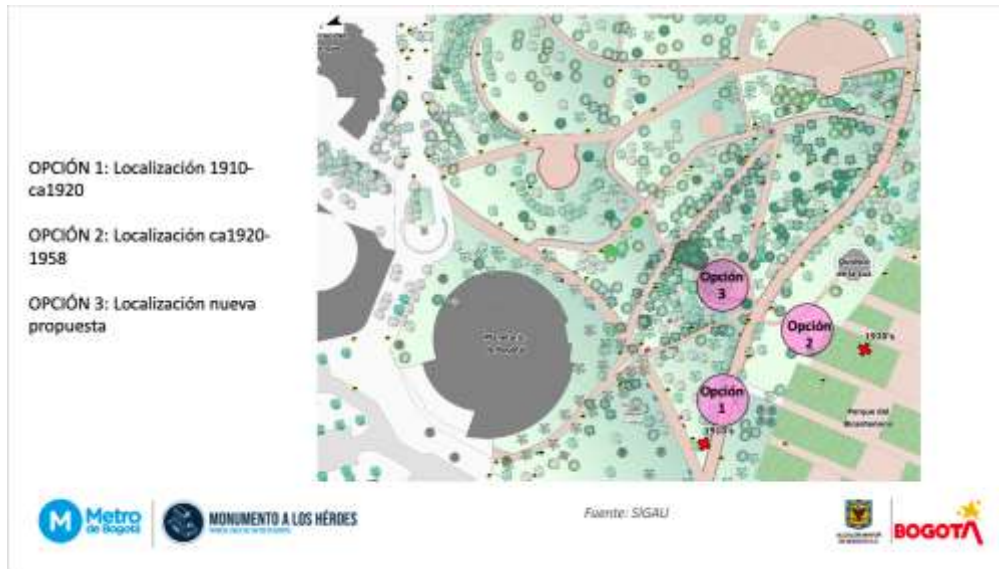 OPCIÓN 1: Localización 1910-
ca1920
OPCIÓN 2: Localización ca1920-
1958
OPCIÓN 3: Localización nueva
propuesta
Opción
3
Opción
2
Opción
1
1910's
Parque del
Bicentenario
Metro
de Bogotá
MONUMENTO A LOS HÉROES
Fuente: SIGAU
BOGOTÁ